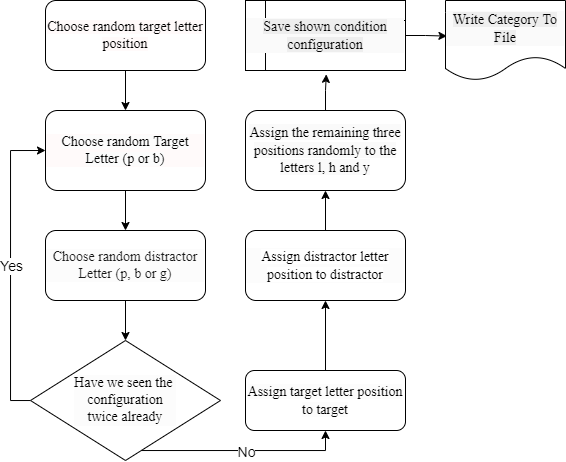 Choose random target letter
position
Choose random Target
Letter (p or b)
Choose random distractor
Letter (p, b or g)
Have we seen the
configuration
twice already
Yes
No
Assign target letter position
to target
Assign distractor letter
position to distractor
Assign the remaining three
positions randomly to the
letters l, h and y
Save shown condition
configuration
Write Category To
File